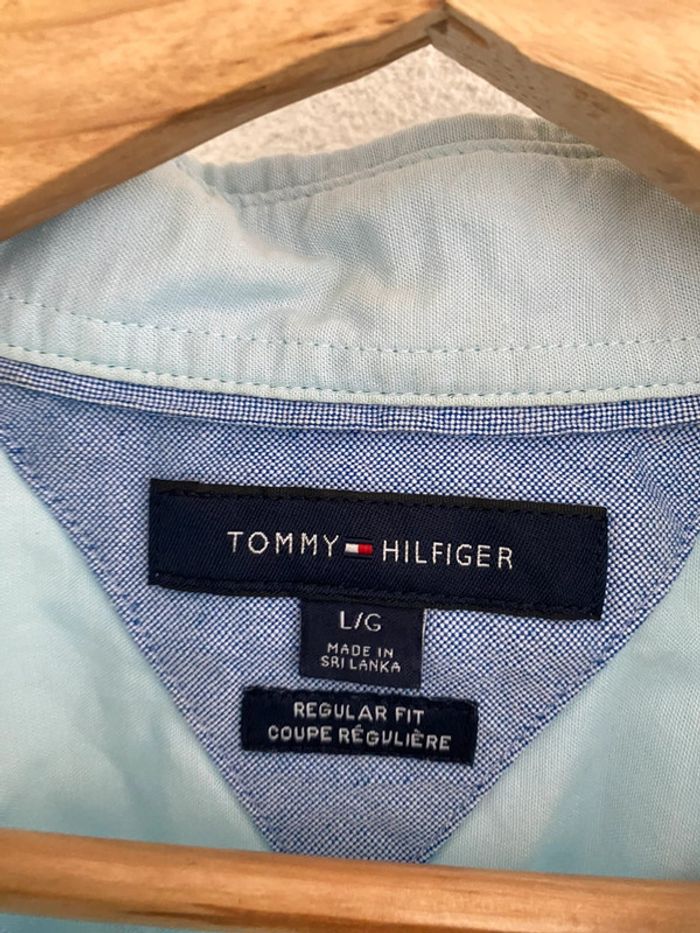 TOMMY HILFIGER
L/G
MADE IN
SRI LANKA
REGULAR FIT
COUPE RÉGULIÈRE